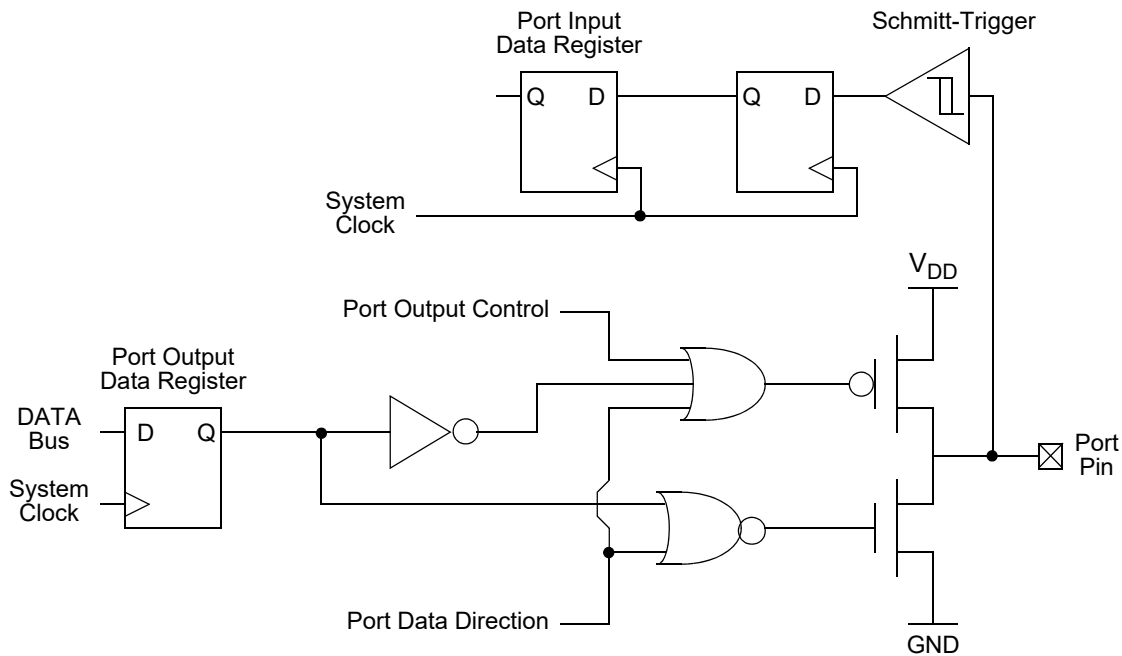 Port Input
Data Register
Schmitt-Trigger
Q D
Q D
System
Clock
VDD
Port Output Control
Port Output
Data Register
DATA
Bus
D Q
System
Clock
Port
Pin
Port Data Direction
GND